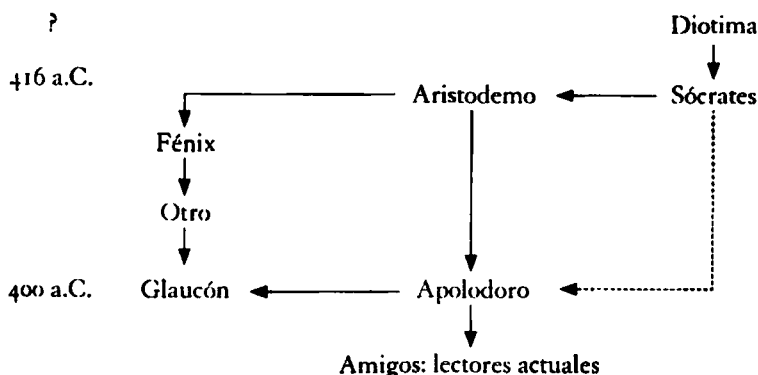 ? Diotima
416 a.C. Aristodemo Sócrates
Fénix
Otro
400 a.C. Glaucón Apolodoro
Amigos: lectores actuales